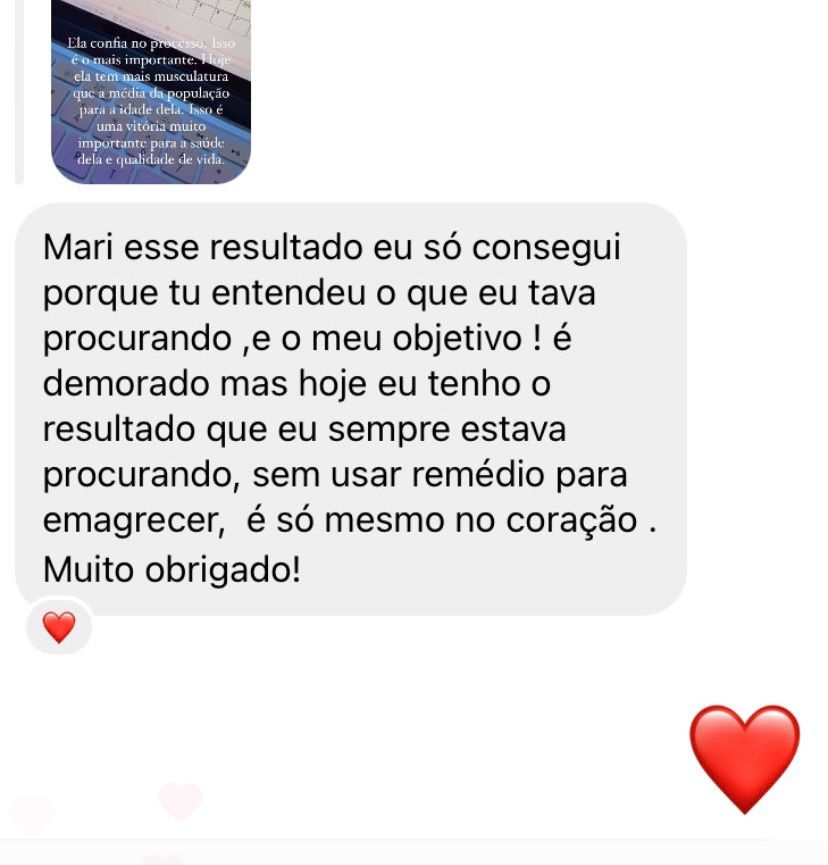 Ela confia no processo. Isso
é o mais importante. Hoje
ela tem mais musculatura
que a média da população
para a idade dela. Isso é
uma vitória muito
importante para a saúde
dela e qualidade de vida.
Mari esse resultado eu só consegui
porque tu entendeu o que eu tava
procurando ,e o meu objetivo ! é
demorado mas hoje eu tenho o
resultado que eu sempre estava
procurando, sem usar remédio para
emagrecer,  é só mesmo no coração .
Muito obrigado!